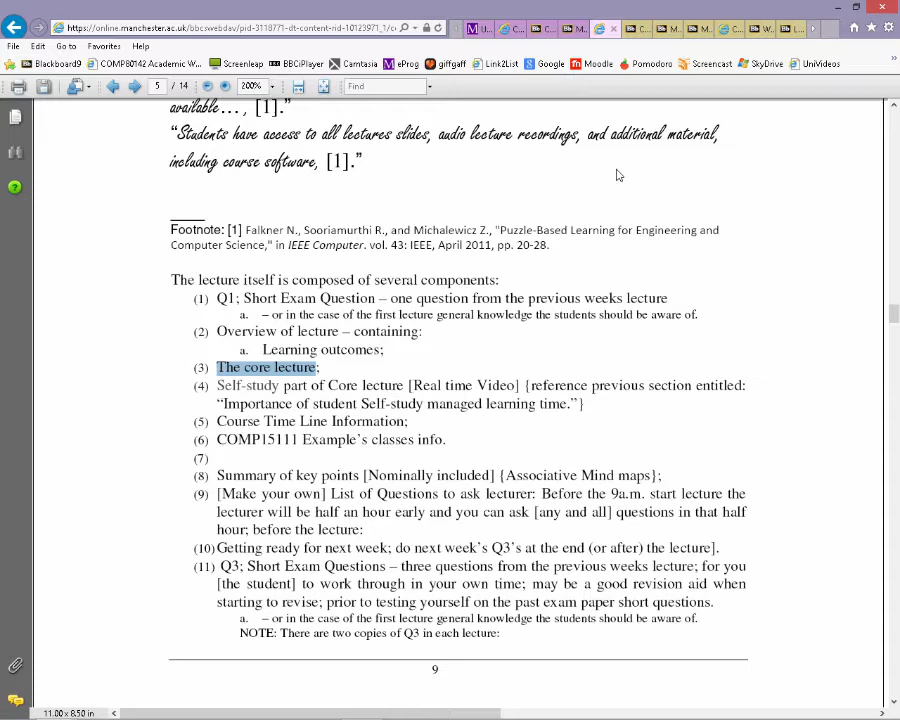 https://online.manchester.ac.uk/bbcswebdav/pid-3118771-dt-content-rid-10123971_1/c
File Edit Go to Favorites Help
Blackboard9 COMP80142 Academic W... Screenleap BBCiPlayer Camtasia eProg giffgaff Link2List Google Moodle Pomodoro Screencast SkyDrive UniVideos
5 / 14 200% Find
available..., [1].”
“Students have access to all lectures slides, audio lecture recordings, and additional material,
including course software, [1].”
Footnote: [1] Falkner N., Sooriamurthi R., and Michalewicz Z., "Puzzle-Based Learning for Engineering and
Computer Science," in IEEE Computer. vol. 43: IEEE, April 2011, pp. 20-28.
The lecture itself is composed of several components:
(1) Q1; Short Exam Question – one question from the previous weeks lecture
a. – or in the case of the first lecture general knowledge the students should be aware of.
(2) Overview of lecture – containing:
a. Learning outcomes;
(3) The core lecture;
(4) Self-study part of Core lecture [Real time Video] {reference previous section entitled:
“Importance of student Self-study managed learning time.”}
(5) Course Time Line Information;
(6) COMP15111 Example’s classes info.
(7)
(8) Summary of key points [Nominally included] {Associative Mind maps};
(9) [Make your own] List of Questions to ask lecturer: Before the 9a.m. start lecture the
lecturer will be half an hour early and you can ask [any and all] questions in that half
hour; before the lecture:
(10) Getting ready for next week; do next week’s Q3’s at the end (or after) the lecture].
(11) Q3; Short Exam Questions – three questions from the previous weeks lecture; for you
[the student] to work through in your own time; may be a good revision aid when
starting to revise; prior to testing yourself on the past exam paper short questions.
a. – or in the case of the first lecture general knowledge the students should be aware of.
NOTE: There are two copies of Q3 in each lecture:
9
11.00 x 8.50 in